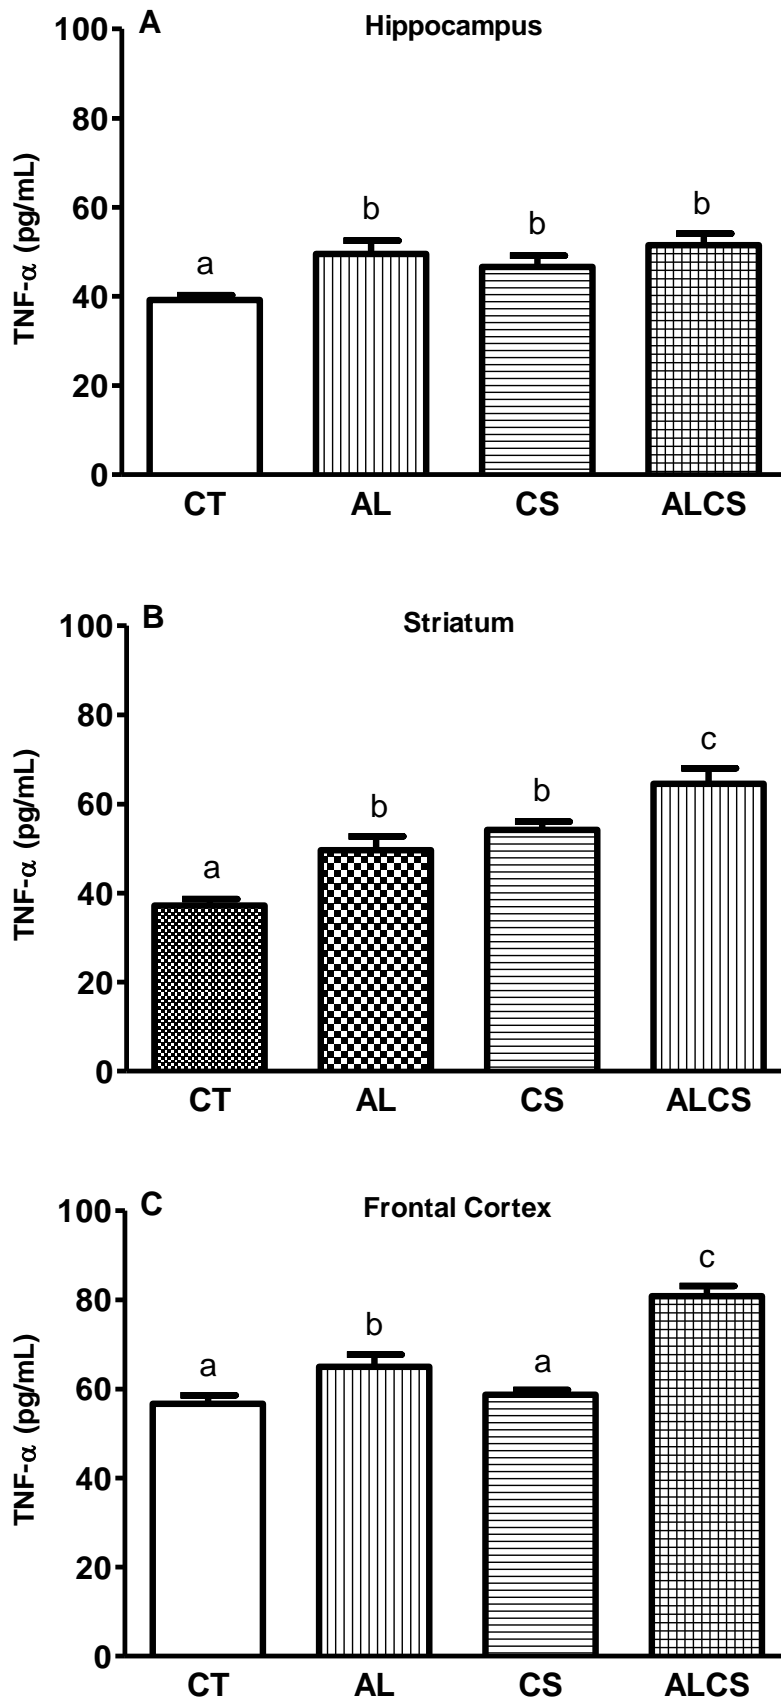 A
Hippocampus
TNF-α (pg/mL)
100
80
60
40
20
0
a
b
b
b
CT
AL
CS
ALCS
B
Striatum
TNF-α (pg/mL)
100
80
60
40
20
0
a
b
b
c
CT
AL
CS
ALCS
C
Frontal Cortex
TNF-α (pg/mL)
100
80
60
40
20
0
a
b
a
c
CT
AL
CS
ALCS